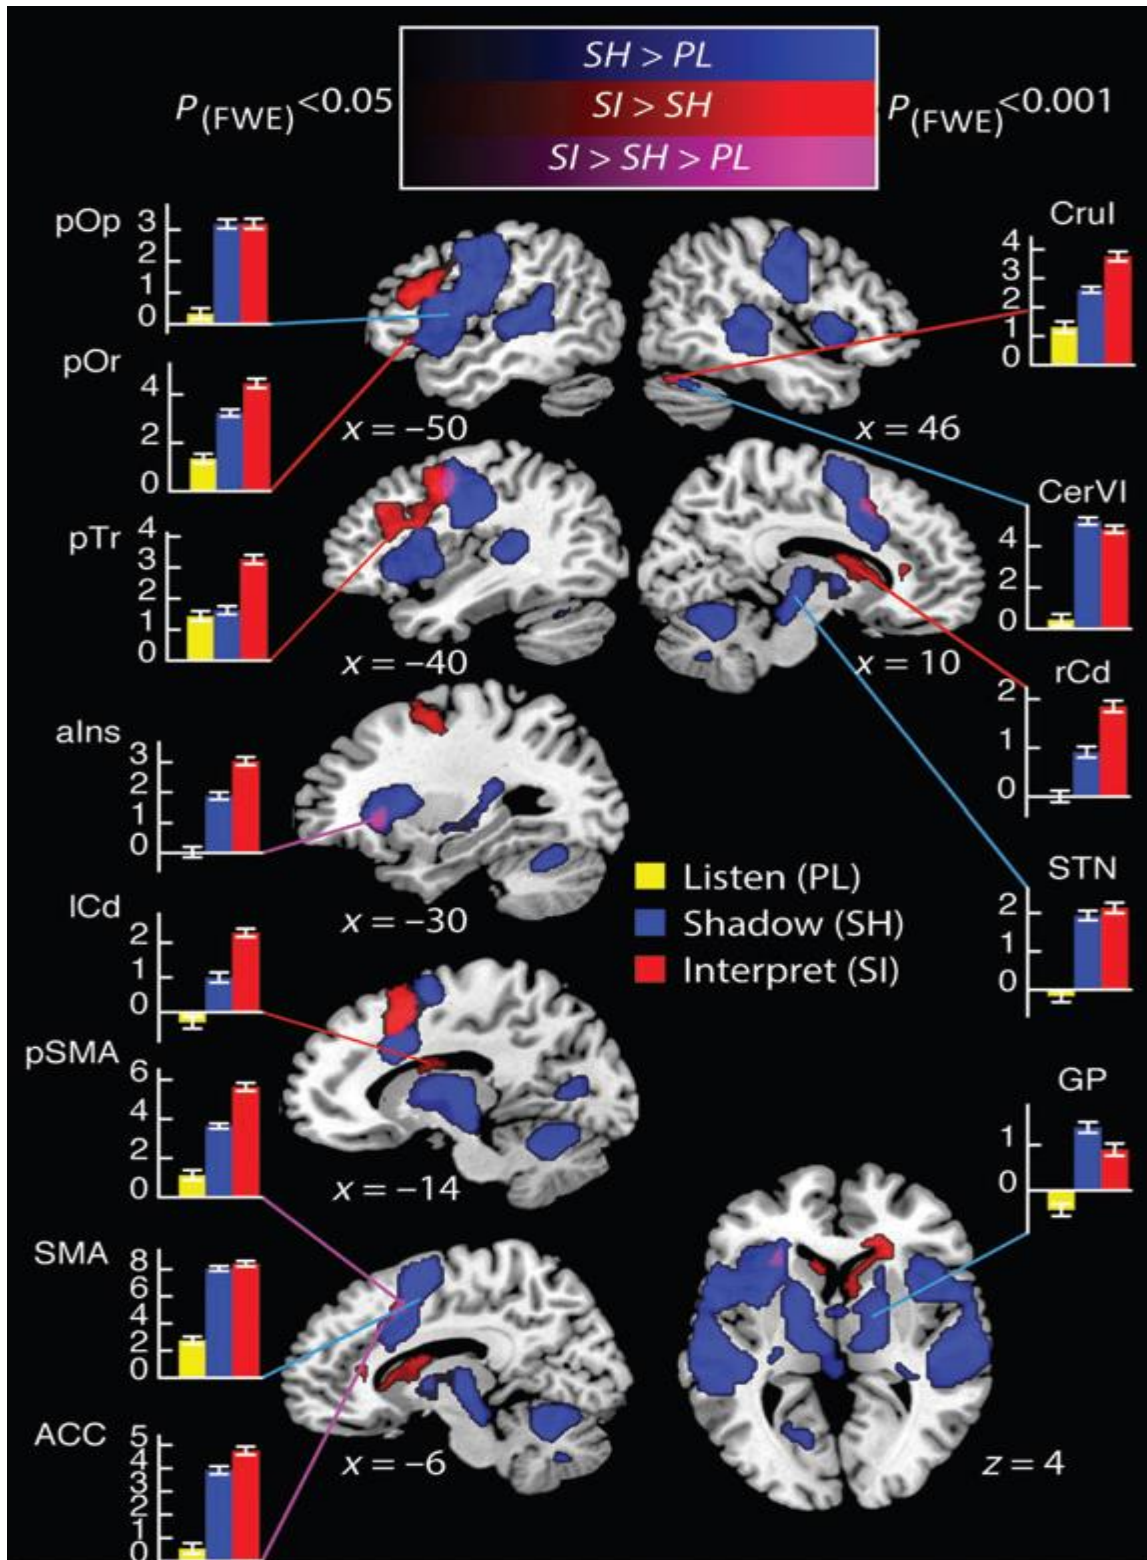 SH > PL
P(FWE)<0.05
SI > SH
P(FWE)<0.001
SI > SH > PL
pOp
3
2
1
0
CruI
4
3
2
1
0
pOr
4
2
0
x = –50
x = 46
pTr
4
3
2
1
0
CerVI
4
2
0
x = –40
x = 10
rCd
2
1
0
aIns
3
2
1
0
x = –30
Listen (PL)
Shadow (SH)
Interpret (SI)
STN
2
1
0
lCd
2
1
0
pSMA
6
4
2
0
x = –14
GP
1
0
SMA
8
6
4
2
0
ACC
5
4
3
2
1
0
x = –6
z = 4